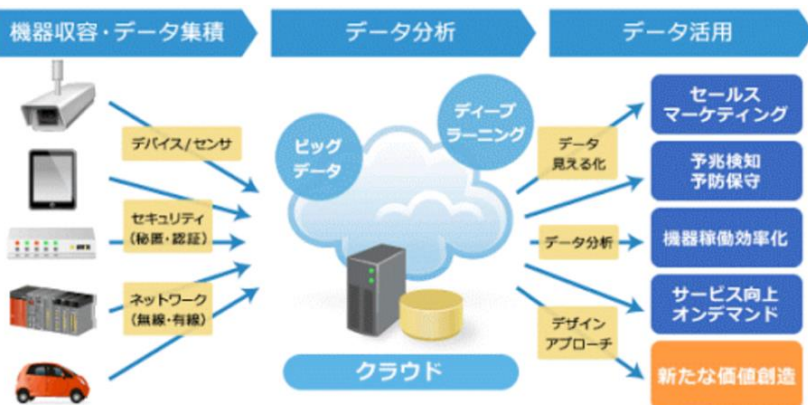 機器収容・データ集積
データ分析
データ活用
デバイス/センサ
セキュリティ
(秘匿・認証)
ネットワーク
(無線・有線)
ビッグ
データ
ディープ
ラーニング
クラウド
データ
見える化
データ分析
デザイン
アプローチ
セールス
マーケティング
予兆検知
予防保守
機器稼働効率化
サービス向上
オンデマンド
新たな価値創造